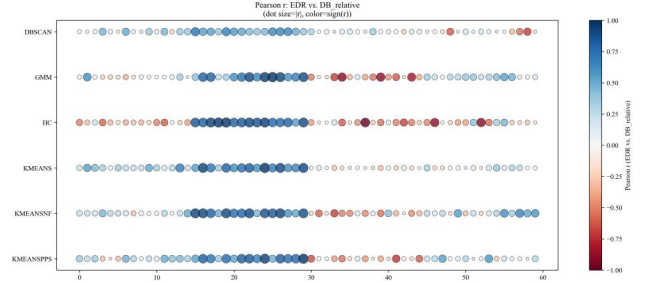 Pearson r: EDR vs. DB_relative
(dot size=|r|, color=sign(r))
DBSCAN
GMM
HC
KMEANS
KMEANSNF
KMEANSPPS
0
10
20
30
40
50
60
1.00
0.75
0.50
0.25
0.00
−0.25
−0.50
−0.75
−1.00
Pearson r (EDR vs. DB_relative)